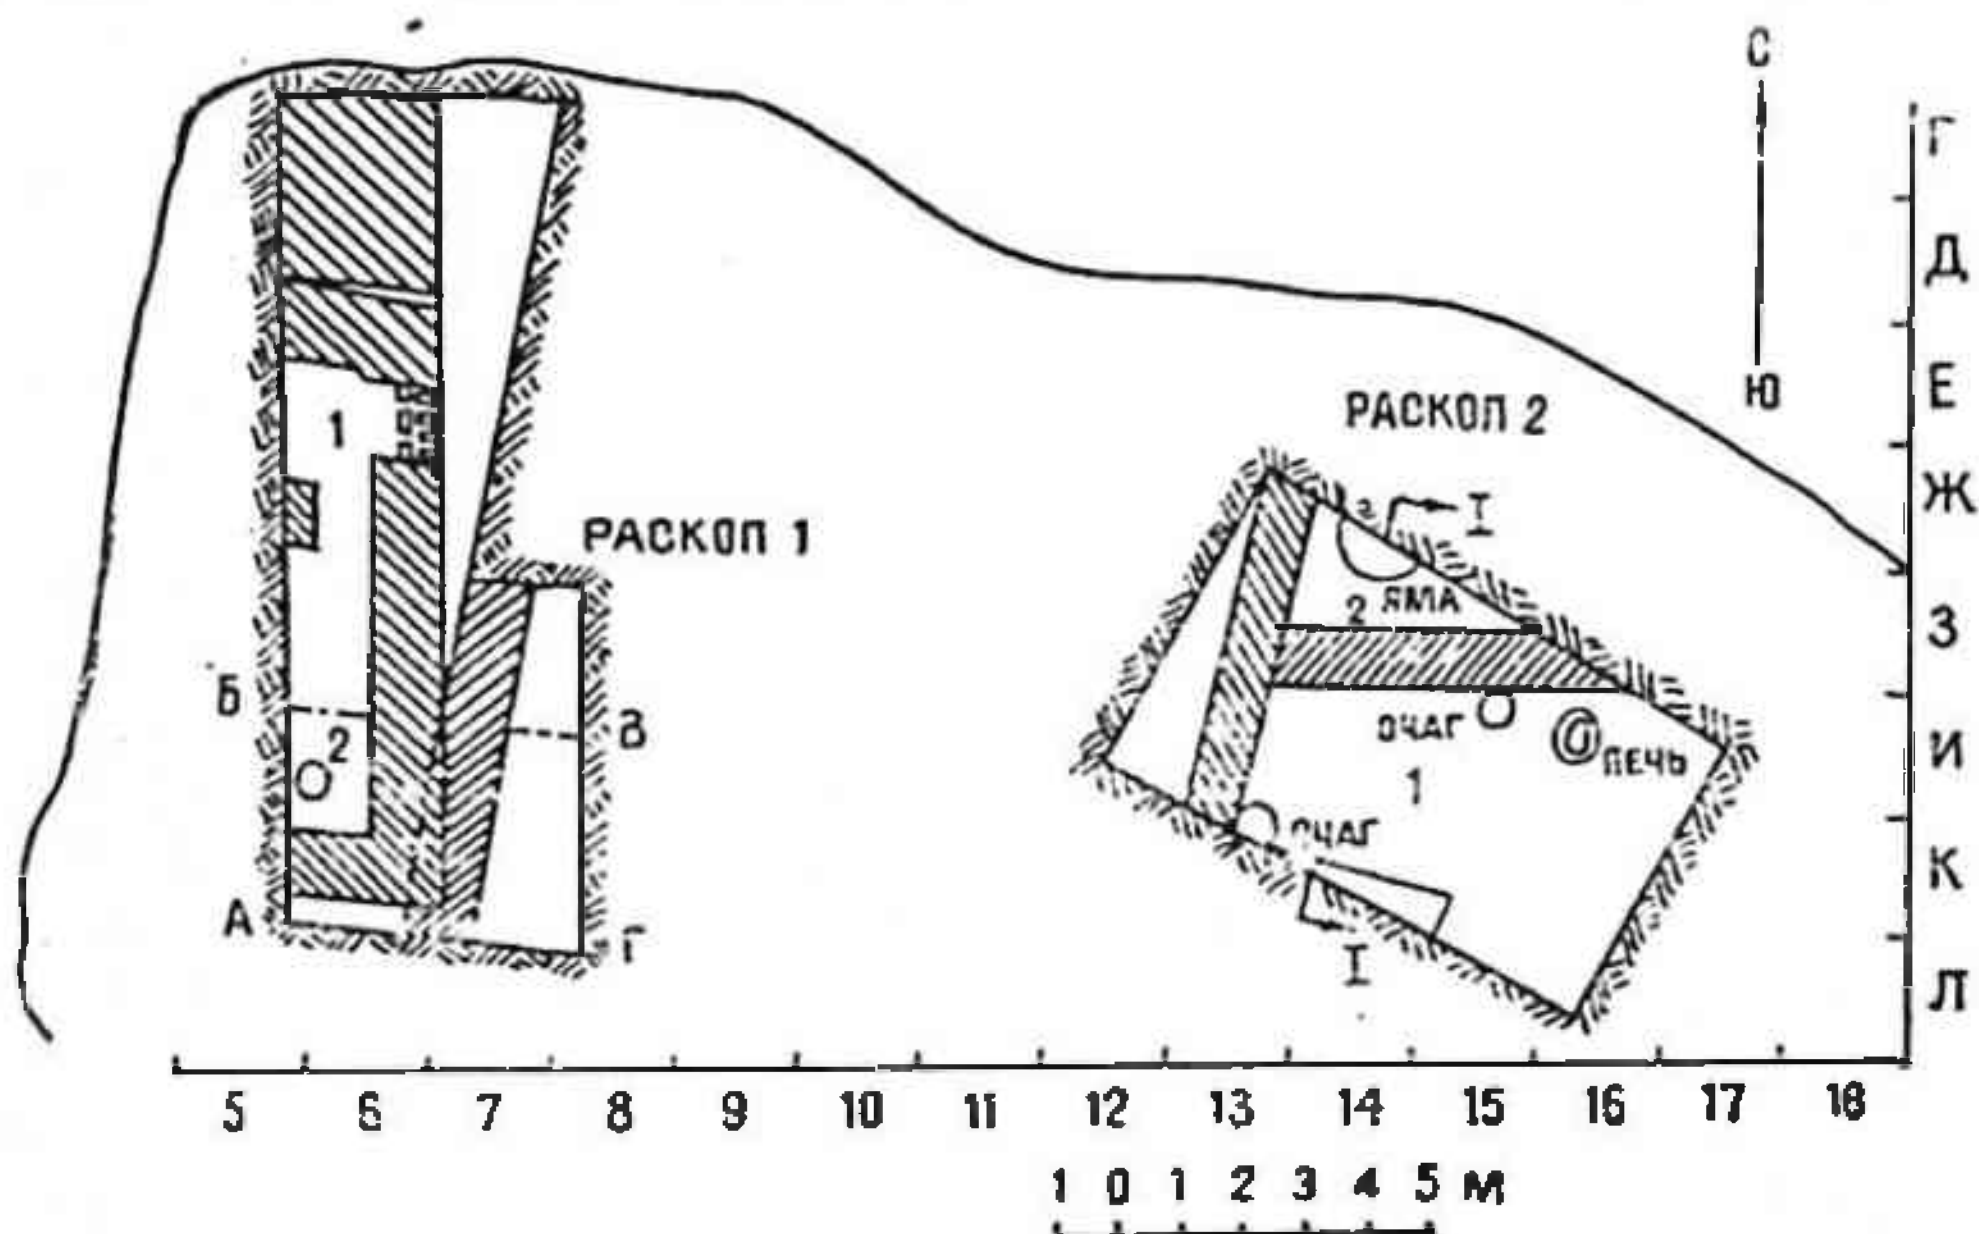 С
Ю
Г
Д
Е
Ж
З
И
К
Л
РАСКОП 1
1
2
Б
В
А
Г
РАСКОП 2
I
2 ЯМА
ОЧАГ
ПЕЧЬ
1
ОЧАГ
I
5 6 7 8 9 10 11 12 13 14 15 16 17 18
1 0 1 2 3 4 5 М